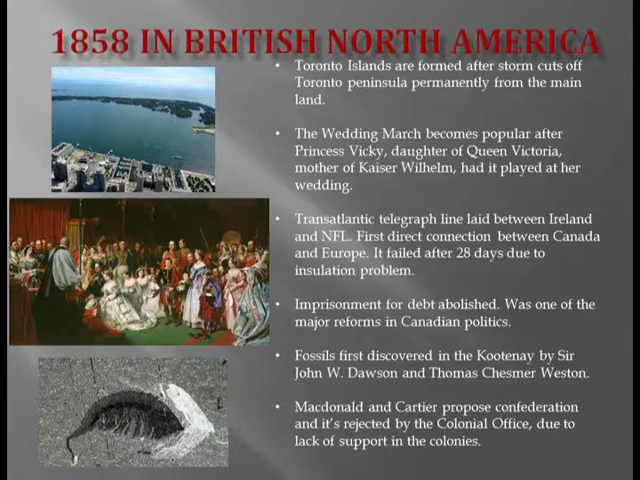 1858 IN BRITISH NORTH AMERICA
• Toronto Islands are formed after storm cuts off
Toronto peninsula permanently from the main
land.
• The Wedding March becomes popular after
Princess Vicky, daughter of Queen Victoria,
mother of Kaiser Wilhelm, had it played at her
wedding.
• Transatlantic telegraph line laid between Ireland
and NFL. First direct connection between Canada
and Europe. It failed after 28 days due to
insulation problem.
• Imprisonment for debt abolished. Was one of the
major reforms in Canadian politics.
• Fossils first discovered in the Kootenay by Sir
John W. Dawson and Thomas Chesmer Weston.
• Macdonald and Cartier propose confederation
and it's rejected by the Colonial Office, due to
lack of support in the colonies.